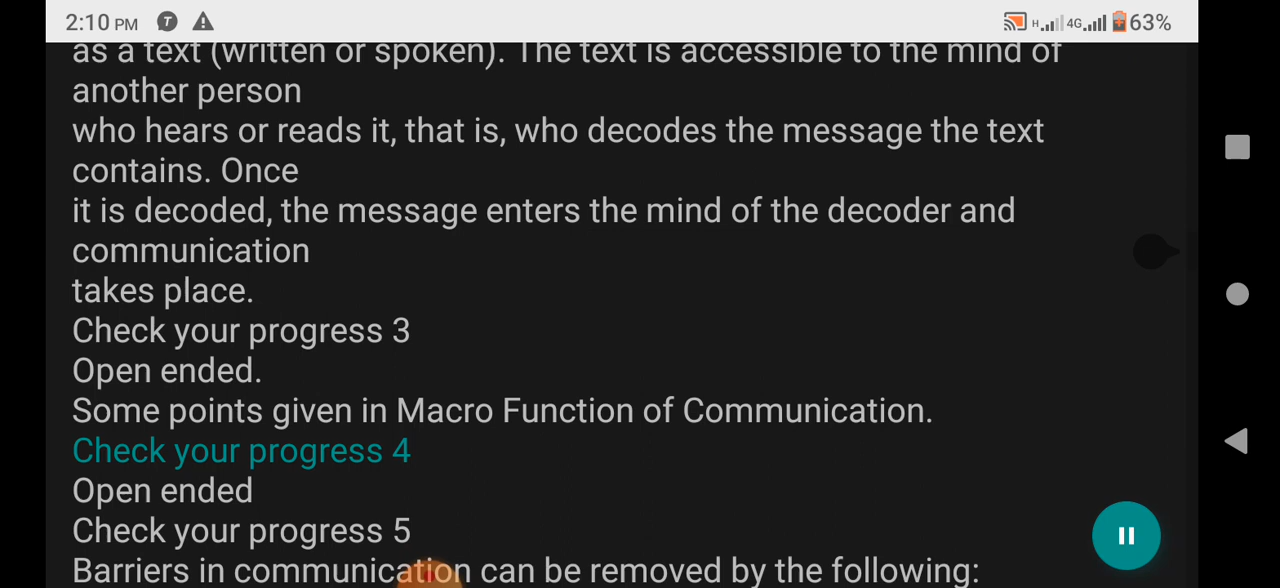 2:10 PM
H 4G 63%
as a text (written or spoken). The text is accessible to the mind of
another person
who hears or reads it, that is, who decodes the message the text
contains. Once
it is decoded, the message enters the mind of the decoder and
communication
takes place.
Check your progress 3
Open ended.
Some points given in Macro Function of Communication.
Check your progress 4
Open ended
Check your progress 5
Barriers in communication can be removed by the following: